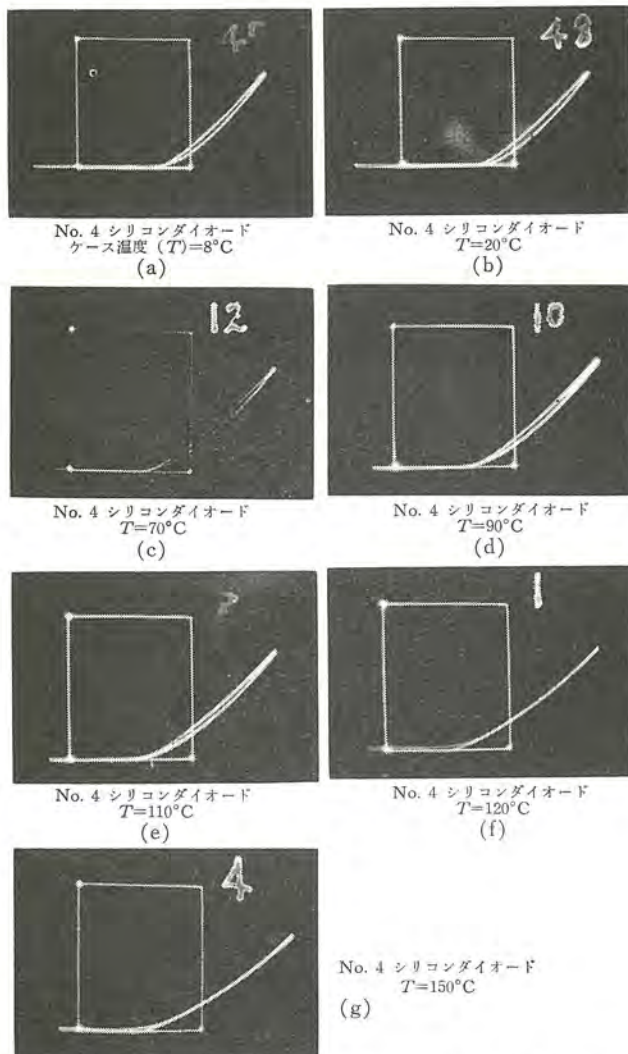 45
48
No. 4 シリコンダイオード
ケース温度 (T)=8°C
(a)
No. 4 シリコンダイオード
T=20°C
(b)
12
10
No. 4 シリコンダイオード
T=70°C
(c)
No. 4 シリコンダイオード
T=90°C
(d)
1
No. 4 シリコンダイオード
T=110°C
(e)
No. 4 シリコンダイオード
T=120°C
(f)
4
No. 4 シリコンダイオード
T=150°C
(g)